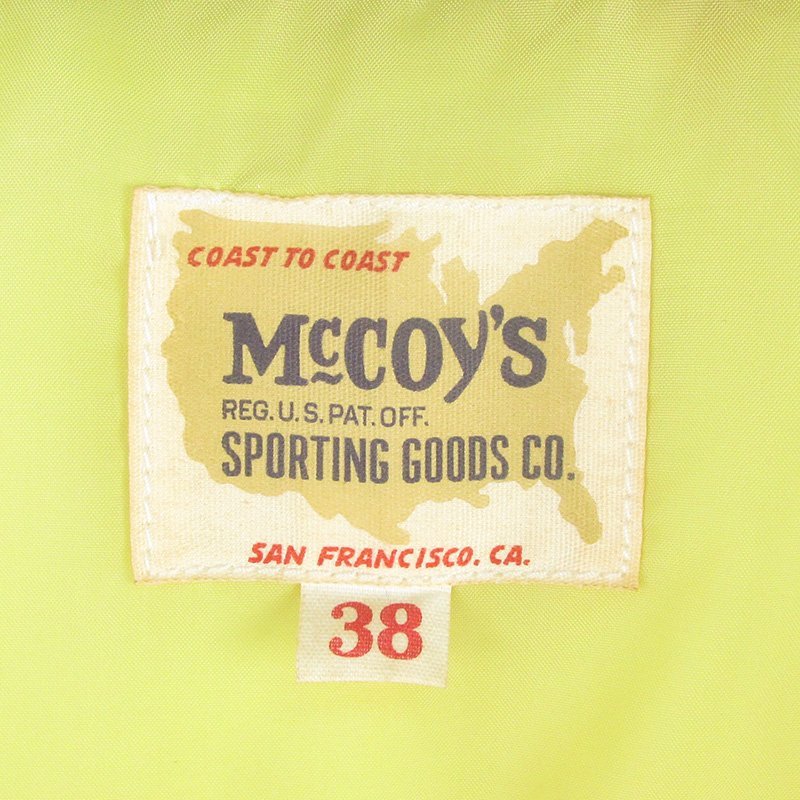 COAST TO COAST
McCOY'S
REG. U.S. PAT. OFF.
SPORTING GOODS CO.
SAN FRANCISCO. CA.
38